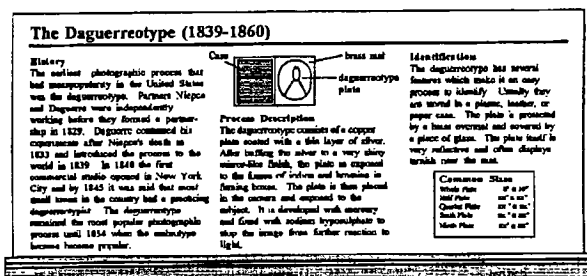 The Daguerreotype (1839-1860)
History
The earliest photographic process that
had mass popularity in the United States
was the daguerreotype. Partners Niepce
and Daguerre were independently
working before they formed a partner-
ship in 1829. Daguerre continued his
experiments after Niepce's death in
1833 and introduced the process to the
world in 1839. In 1840 the first
commercial studio opened in New York
City and by 1845 it was said that most
small towns in the country had a practicing
daguerreotypist. The daguerreotype
remained the most popular photographic
process until 1854 when the ambrotype
became popular.
Case
brass mat
daguerreotype
plate
Process Description
The daguerreotype consists of a copper
plate coated with a thin layer of silver.
After buffing the silver to a very shiny
mirror-like finish, the plate is exposed
to the fumes of iodine and bromine in
fuming boxes. The plate is then placed
in the camera and exposed to the
subject. It is developed with mercury
and fixed with sodium hyposulphate to
stop the image from further reaction to
light.
Identification
The daguerreotype has several
features which make it an easy
process to identify. Usually they
are stored in a plastic, leather, or
paper case. The plate is protected
by a brass overmat and covered by
a piece of glass. The plate itself is
very reflective and often displays
tarnish near the mat.
Common Sizes
Whole Plate
Half Plate
Quarter Plate
Sixth Plate
Ninth Plate